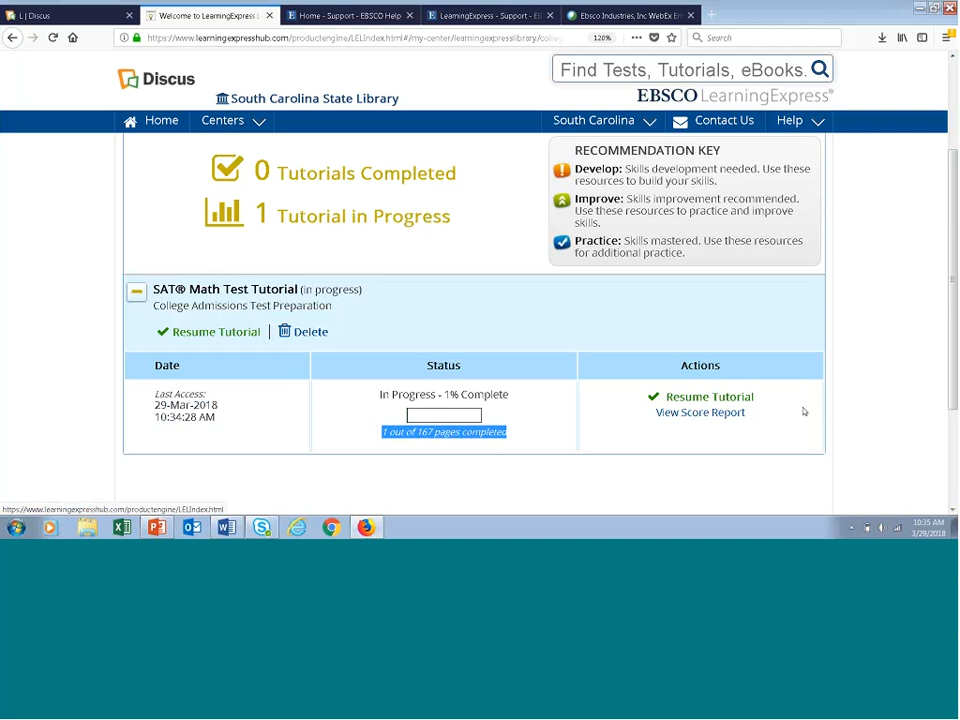 L | Discus
Welcome to LearningExpress L
Home - Support - EBSCO Help
LearningExpress - Support - EB
Ebsco Industries, Inc WebEx En
https://www.learningexpresshub.com/productengine/LELIndex.html#/my-center/learningexpresslibrary/colleg
120%
Search
Discus
Find Tests, Tutorials, eBooks.
South Carolina State Library
EBSCO LearningExpress®
Home
Centers
South Carolina
Contact Us
Help
0 Tutorials Completed
1 Tutorial in Progress
RECOMMENDATION KEY
Develop: Skills development needed. Use these
resources to build your skills.
Improve: Skills improvement recommended.
Use these resources to practice and improve
skills.
Practice: Skills mastered. Use these resources
for additional practice.
SAT® Math Test Tutorial (in progress)
College Admissions Test Preparation
Resume Tutorial | Delete
Date
Status
Actions
Last Access:
29-Mar-2018
10:34:28 AM
In Progress - 1% Complete
1 out of 167 pages completed
Resume Tutorial
View Score Report
https://www.learningexpresshub.com/productengine/LELIndex.html
10:35 AM
3/29/2018